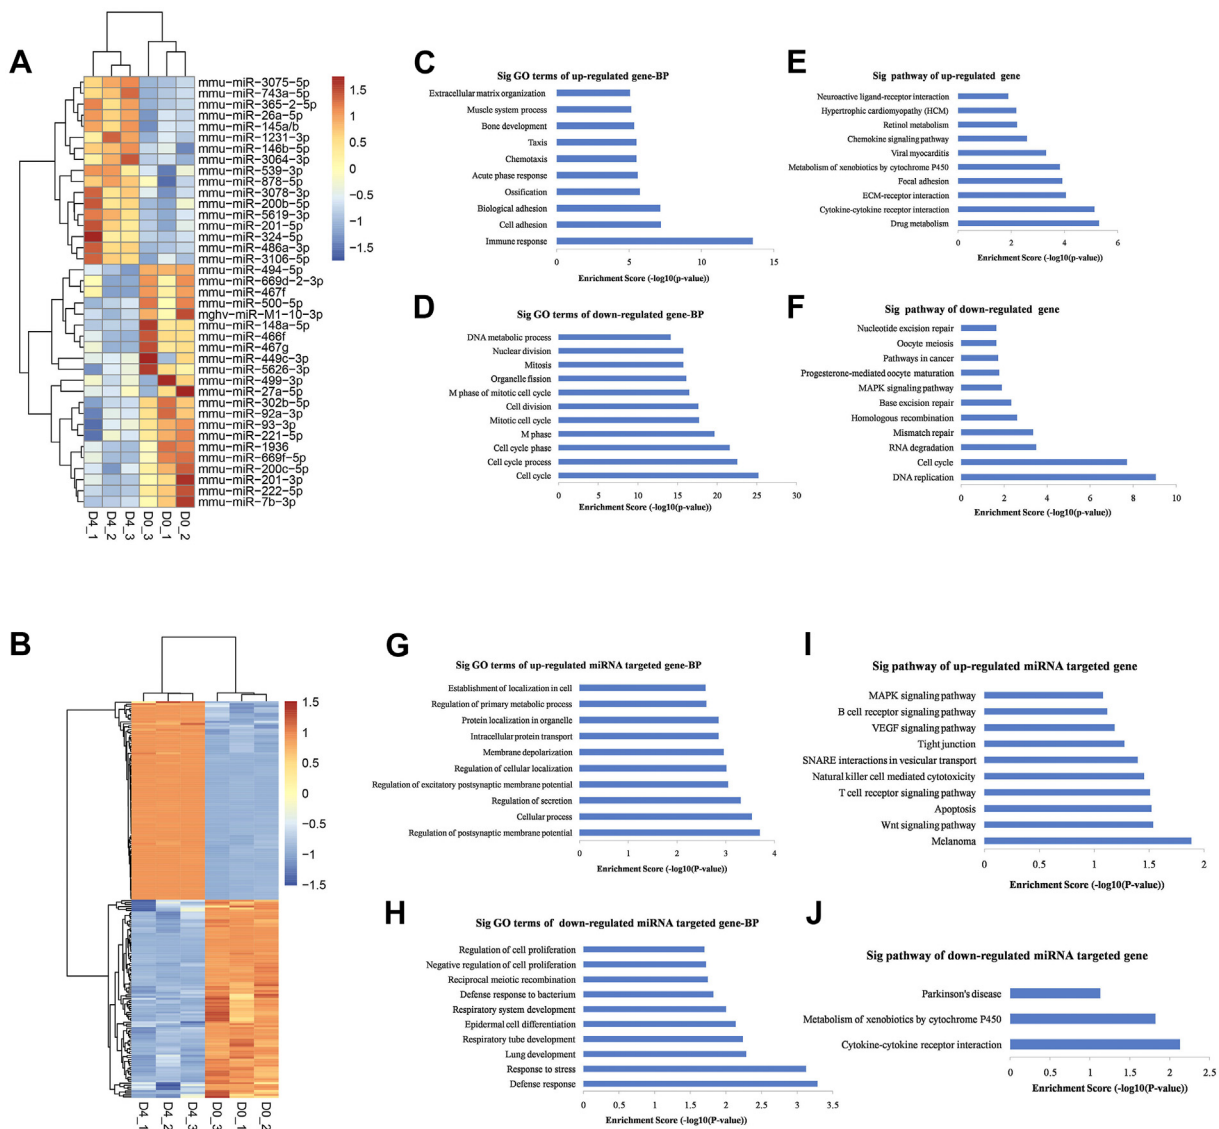 A
mmu-miR-3075-5p
mmu-miR-743a-5p
mmu-miR-365-2-5p
mmu-miR-26a-5p
mmu-miR-145a/b
mmu-miR-1231-3p
mmu-miR-146b-5p
mmu-miR-3064-3p
mmu-miR-539-3p
mmu-miR-878-5p
mmu-miR-3078-3p
mmu-miR-200b-5p
mmu-miR-5619-3p
mmu-miR-201-5p
mmu-miR-324-5p
mmu-miR-486a-3p
mmu-miR-3106-5p
mmu-miR-494-5p
mmu-miR-669d-2-3p
mmu-miR-467f
mmu-miR-500-5p
mghv-miR-M1-10-3p
mmu-miR-148a-5p
mmu-miR-466f
mmu-miR-467g
mmu-miR-449c-3p
mmu-miR-5626-3p
mmu-miR-499-3p
mmu-miR-27a-5p
mmu-miR-302b-5p
mmu-miR-92a-3p
mmu-miR-93-3p
mmu-miR-221-5p
mmu-miR-1936
mmu-miR-669f-5p
mmu-miR-200c-5p
mmu-miR-201-3p
mmu-miR-222-5p
mmu-miR-7b-3p
D4_1 D4_2 D4_3 D0_3 D0_1 D0_2
1.5
1
0.5
0
−0.5
−1
−1.5
C
Sig GO terms of up-regulated gene-BP
Extracellular matrix organization
Muscle system process
Bone development
Taxis
Chemotaxis
Acute phase response
Ossification
Biological adhesion
Cell adhesion
Immune response
0 5 10 15
Enrichment Score (-log10(p-value))
E
Sig pathway of up-regulated gene
Neuroactive ligand-receptor interaction
Hypertrophic cardiomyopathy (HCM)
Retinol metabolism
Chemokine signaling pathway
Viral myocarditis
Metabolism of xenobiotics by cytochrome P450
Focal adhesion
ECM-receptor interaction
Cytokine-cytokine receptor interaction
Drug metabolism
0 2 4 6
Enrichment Score (-log10(p-value))
D
Sig GO terms of down-regulated gene-BP
DNA metabolic process
Nuclear division
Mitosis
Organelle fission
M phase of mitotic cell cycle
Cell division
Mitotic cell cycle
M phase
Cell cycle phase
Cell cycle process
Cell cycle
0 5 10 15 20 25 30
Enrichment Score (-log10(p-value))
F
Sig pathway of down-regulated gene
Nucleotide excision repair
Oocyte meiosis
Pathways in cancer
Progesterone-mediated oocyte maturation
MAPK signaling pathway
Base excision repair
Homologous recombination
Mismatch repair
RNA degradation
Cell cycle
DNA replication
0 2 4 6 8 10
Enrichment Score (-log10(p-value))
B
1.5
1
0.5
0
−0.5
−1
−1.5
D4_1 D4_2 D4_3 D0_3 D0_1 D0_2
G
Sig GO terms of up-regulated miRNA targeted gene-BP
Establishment of localization in cell
Regulation of primary metabolic process
Protein localization in organelle
Intracellular protein transport
Membrane depolarization
Regulation of cellular localization
Regulation of excitatory postsynaptic membrane potential
Regulation of secretion
Cellular process
Regulation of postsynaptic membrane potential
0 1 2 3 4
Enrichment Score (-log10(P-value))
I
Sig pathway of up-regulated miRNA targeted gene
MAPK signaling pathway
B cell receptor signaling pathway
VEGF signaling pathway
Tight junction
SNARE interactions in vesicular transport
Natural killer cell mediated cytotoxicity
T cell receptor signaling pathway
Apoptosis
Wnt signaling pathway
Melanoma
0 0.5 1 1.5 2
Enrichment Score (-log10(P-value))
H
Sig GO terms of down-regulated miRNA targeted gene-BP
Regulation of cell proliferation
Negative regulation of cell proliferation
Reciprocal meiotic recombination
Defense response to bacterium
Respiratory system development
Epidermal cell differentiation
Respiratory tube development
Lung development
Response to stress
Defense response
0 0.5 1 1.5 2 2.5 3 3.5
Enrichment Score (-log10(P-value))
J
Sig pathway of down-regulated miRNA targeted gene
Parkinson's disease
Metabolism of xenobiotics by cytochrome P450
Cytokine-cytokine receptor interaction
0 0.5 1 1.5 2 2.5
Enrichment Score (-log10(P-value))